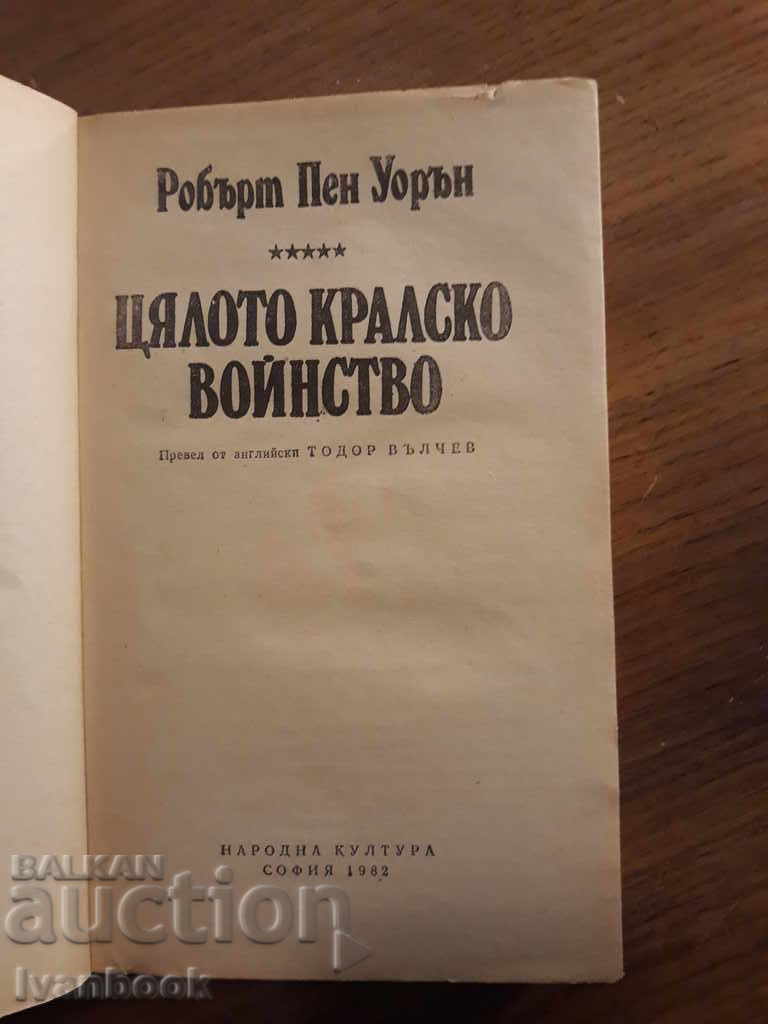 Робърт Пен Уорън
★★★★★
ЦЯЛОТО КРАЛСКО
ВОЙНСТВО
Превел от английски ТОДОР ВЪЛЧЕВ
НАРОДНА КУЛТУРА
СОФИЯ 1982
BALKAN
auction
Ivanbook